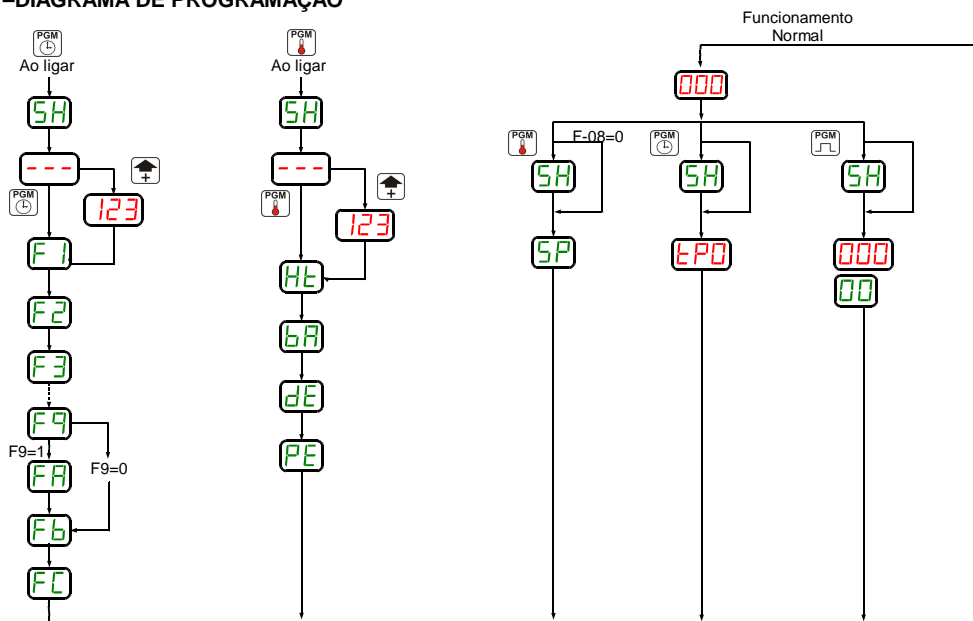 –DIAGRAMA DE PROGRAMAÇÃO
PGM
Ao ligar
SH
---
PGM
+
123
F1
F2
F3
F9
F9=1
F9=0
FA
Fb
FC
PGM
Ao ligar
SH
---
PGM
+
123
Ht
bA
dE
PE
Funcionamento
Normal
000
PGM
F-08=0
SH
SP
PGM
SH
tPO
PGM
SH
000
00